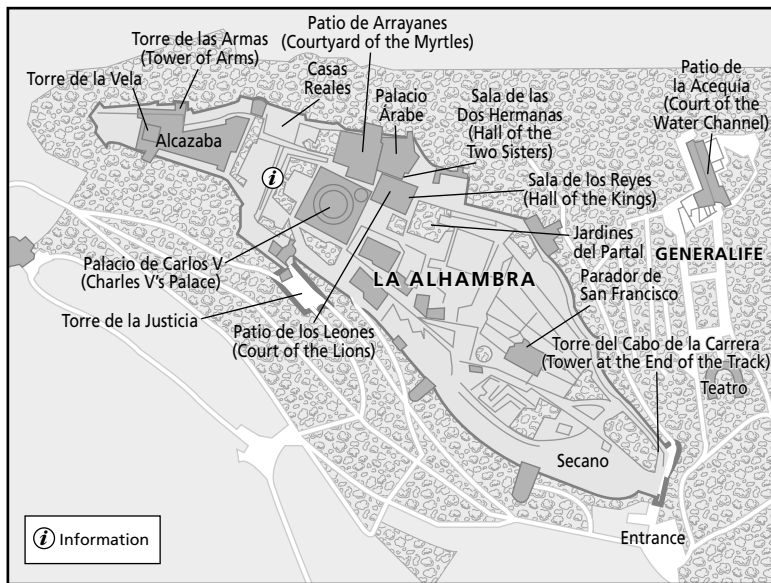 Patio de Arrayanes
(Courtyard of the Myrtles)
Torre de las Armas
(Tower of Arms)
Torre de la Vela
Casas
Reales
Palacio
Árabe
Sala de las
Dos Hermanas
(Hall of the
Two Sisters)
Patio de
la Acequía
(Court of the
Water Channel)
Alcazaba
i
Sala de los Reyes
(Hall of the Kings)
Jardines
del Partal
GENERALIFE
Palacio de Carlos V
(Charles V's Palace)
LA ALHAMBRA
Parador de
San Francisco
Torre de la Justicia
Patio de los Leones
(Court of the Lions)
Torre del Cabo de la Carrera
(Tower at the End of the Track)
Teatro
Secano
Entrance
i Information